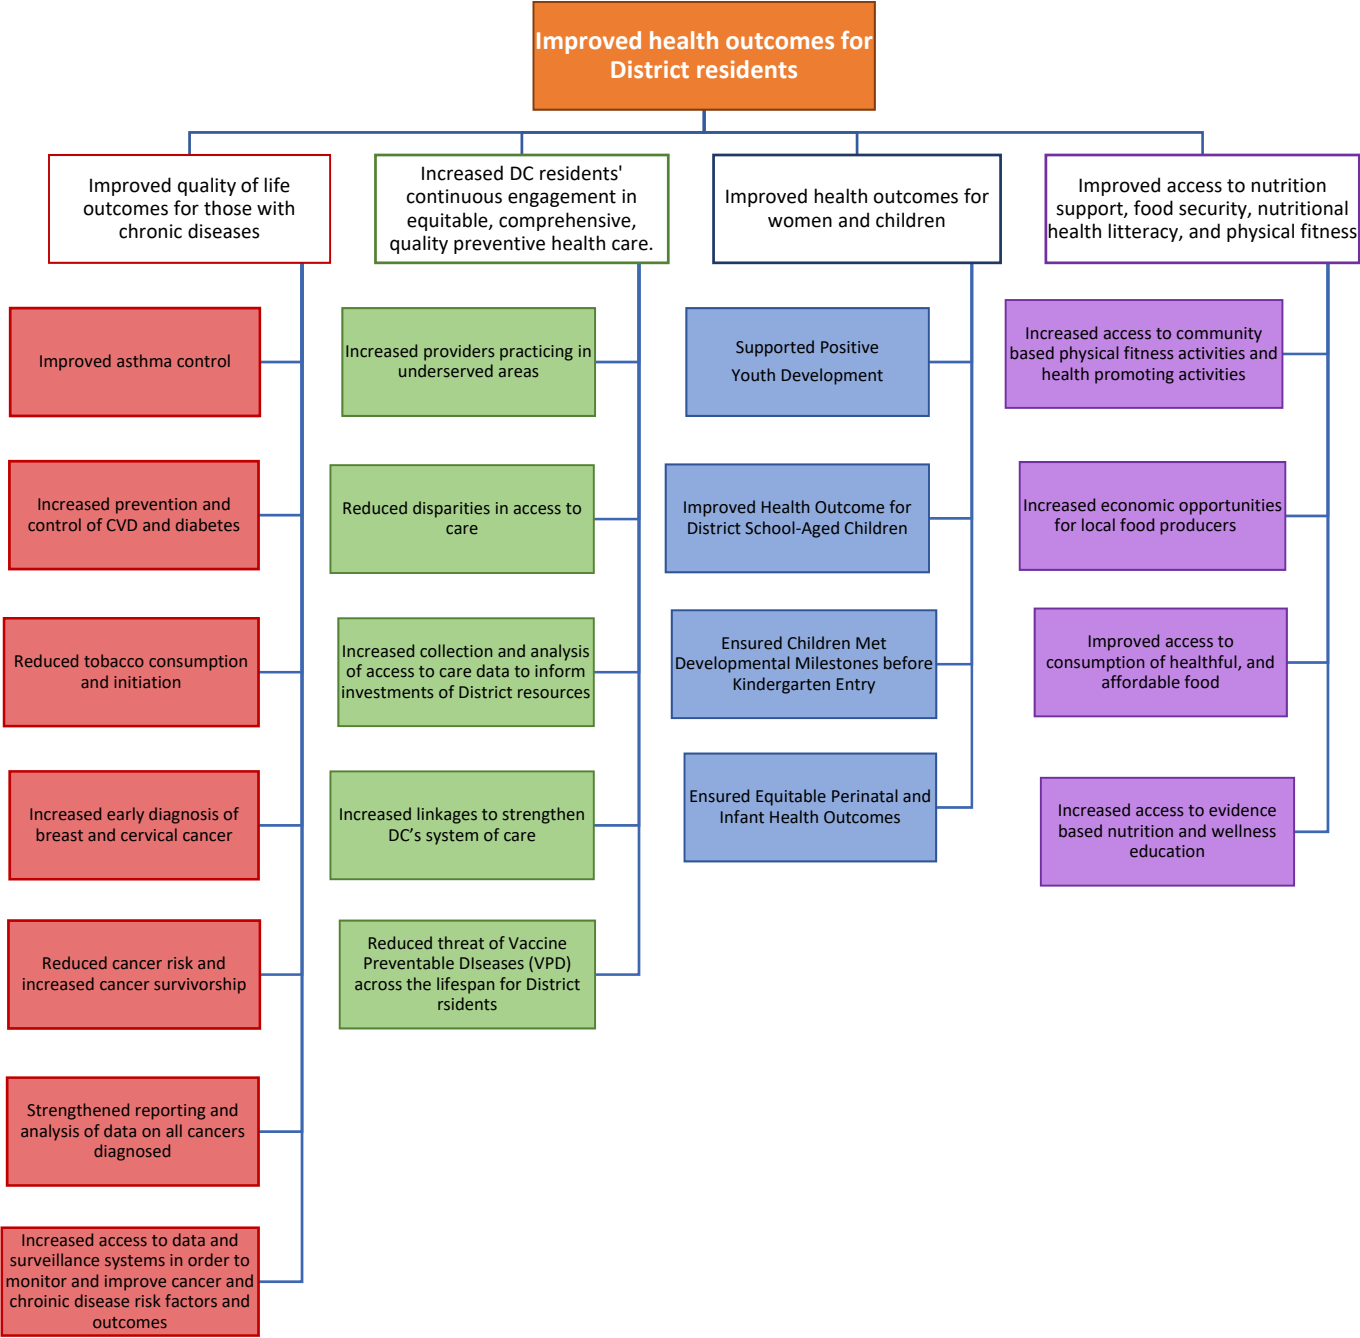 Improved health outcomes for
District residents
Improved quality of life
outcomes for those with
chronic diseases
Increased DC residents'
continuous engagement in
equitable, comprehensive,
quality preventive health care.
Improved health outcomes for
women and children
Improved access to nutrition
support, food security, nutritional
health litteracy, and physical fitness
Improved asthma control
Increased prevention and
control of CVD and diabetes
Reduced tobacco consumption
and initiation
Increased early diagnosis of
breast and cervical cancer
Reduced cancer risk and
increased cancer survivorship
Strengthened reporting and
analysis of data on all cancers
diagnosed
Increased access to data and
surveillance systems in order to
monitor and improve cancer and
chroinic disease risk factors and
outcomes
Increased providers practicing in
underserved areas
Reduced disparities in access to
care
Increased collection and analysis
of access to care data to inform
investments of District resources
Increased linkages to strengthen
DC’s system of care
Reduced threat of Vaccine
Preventable DIseases (VPD)
across the lifespan for District
rsidents
Supported Positive
Youth Development
Improved Health Outcome for
District School-Aged Children
Ensured Children Met
Developmental Milestones before
Kindergarten Entry
Ensured Equitable Perinatal and
Infant Health Outcomes
Increased access to community
based physical fitness activities and
health promoting activities
Increased economic opportunities
for local food producers
Improved access to
consumption of healthful, and
affordable food
Increased access to evidence
based nutrition and wellness
education